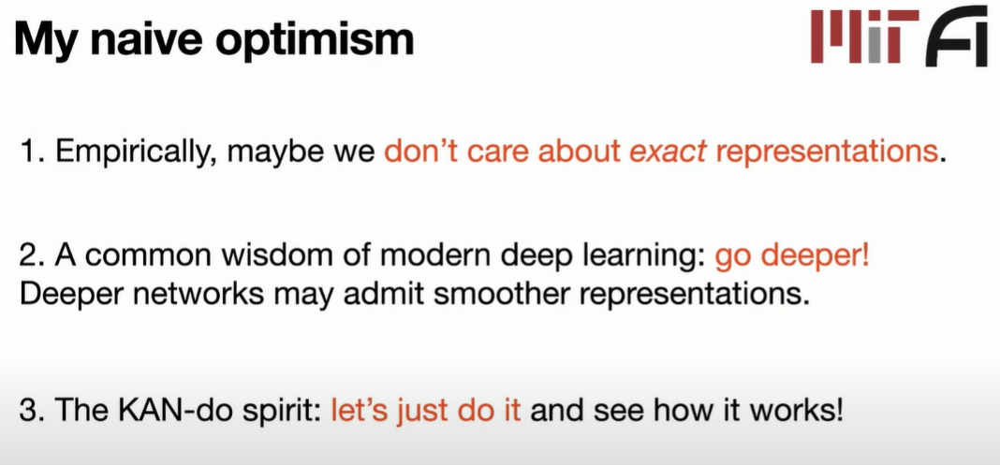 My naive optimism
MiT FI
1. Empirically, maybe we don’t care about exact representations.
2. A common wisdom of modern deep learning: go deeper!
Deeper networks may admit smoother representations.
3. The KAN-do spirit: let’s just do it and see how it works!